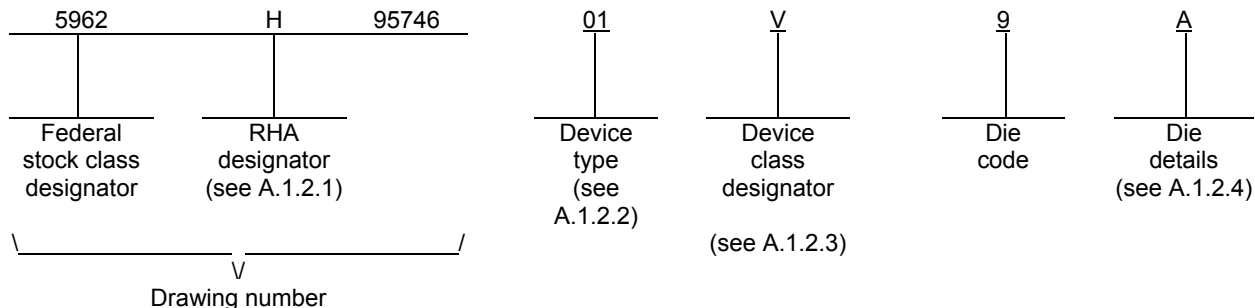 5962 H 95746 01 V 9 A
Federal stock class designator
RHA designator (see A.1.2.1)
Device type (see A.1.2.2)
Device class designator (see A.1.2.3)
Die code
Die details (see A.1.2.4)
\ / 
\/
Drawing number